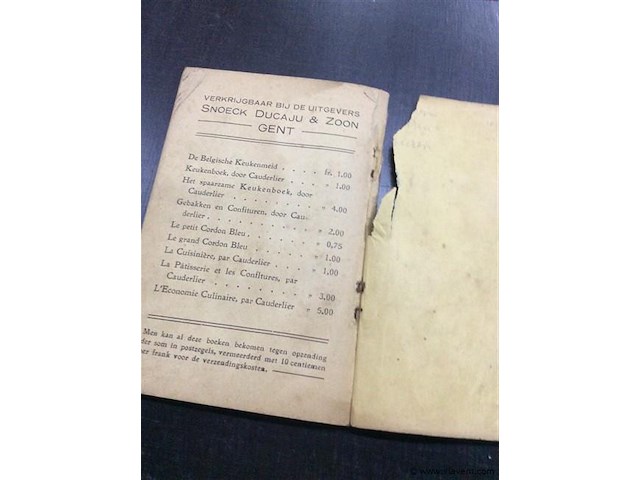 VERKRIJGBAAR BIJ DE UITGEVERS
SNOECK DUCAJU & ZOON
GENT
De Belgische Keukenmeid . . . . fr. 1.00
Keukenboek, door Cauderlier . . . . » 1.00
Het spaarzame Keukenboek, door
Cauderlier . . . . . . . » 4.00
Gebakken en Confituren, door Cau-
derlier . . . . . . . . » 2.00
Le petit Cordon Bleu . . . . . » 0,75
Le grand Cordon Bleu . . . . . » 1.00
La Cuisinière, par Cauderlier . . . » 1.00
La Pâtisserie et les Confitures, par
Cauderlier . . . . . . . » 3.00
L'Economie Culinaire, par Cauderlier » 5.00
Men kan al deze boeken bekomen tegen opzending
der som in postzegels, vermeerderd met 10 centiemen
per frank voor de verzendingskosten.